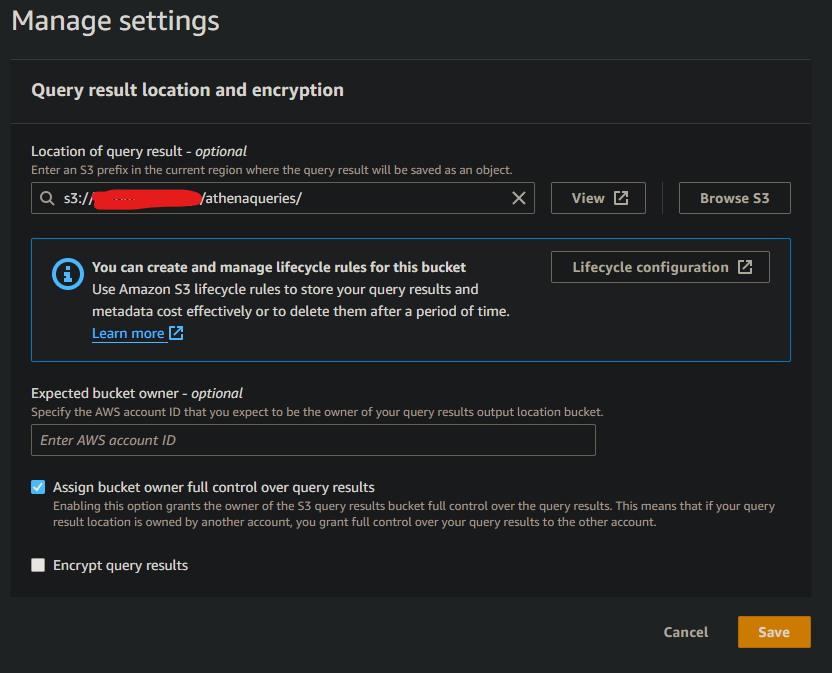 Manage settings
Query result location and encryption
Location of query result - optional
Enter an S3 prefix in the current region where the query result will be saved as an object.
s3:// /athenaqueries/
View
Browse S3
You can create and manage lifecycle rules for this bucket
Lifecycle configuration
Use Amazon S3 lifecycle rules to store your query results and
metadata cost effectively or to delete them after a period of time.
Learn more
Expected bucket owner - optional
Specify the AWS account ID that you expect to be the owner of your query results output location bucket.
Enter AWS account ID
Assign bucket owner full control over query results
Enabling this option grants the owner of the S3 query results bucket full control over the query results. This means that if your query
result location is owned by another account, you grant full control over your query results to the other account.
Encrypt query results
Cancel
Save